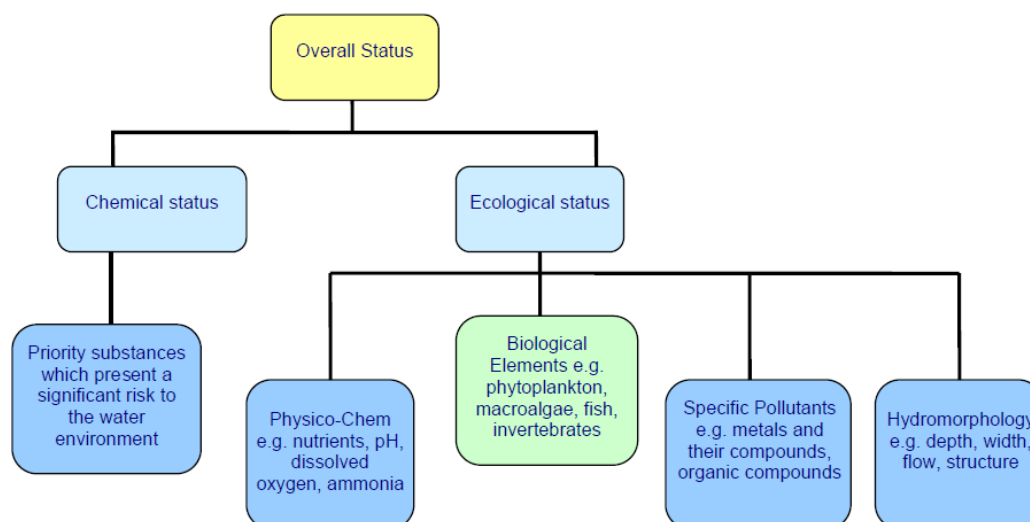 Overall Status
Chemical status
Ecological status
Priority substances
which present a
significant risk to
the water
environment
Physico-Chem
e.g. nutrients, pH,
dissolved
oxygen, ammonia
Biological
Elements e.g.
phytoplankton,
macroalgae, fish,
invertebrates
Specific Pollutants
e.g. metals and
their compounds,
organic compounds
Hydromorphology
e.g. depth, width,
flow, structure